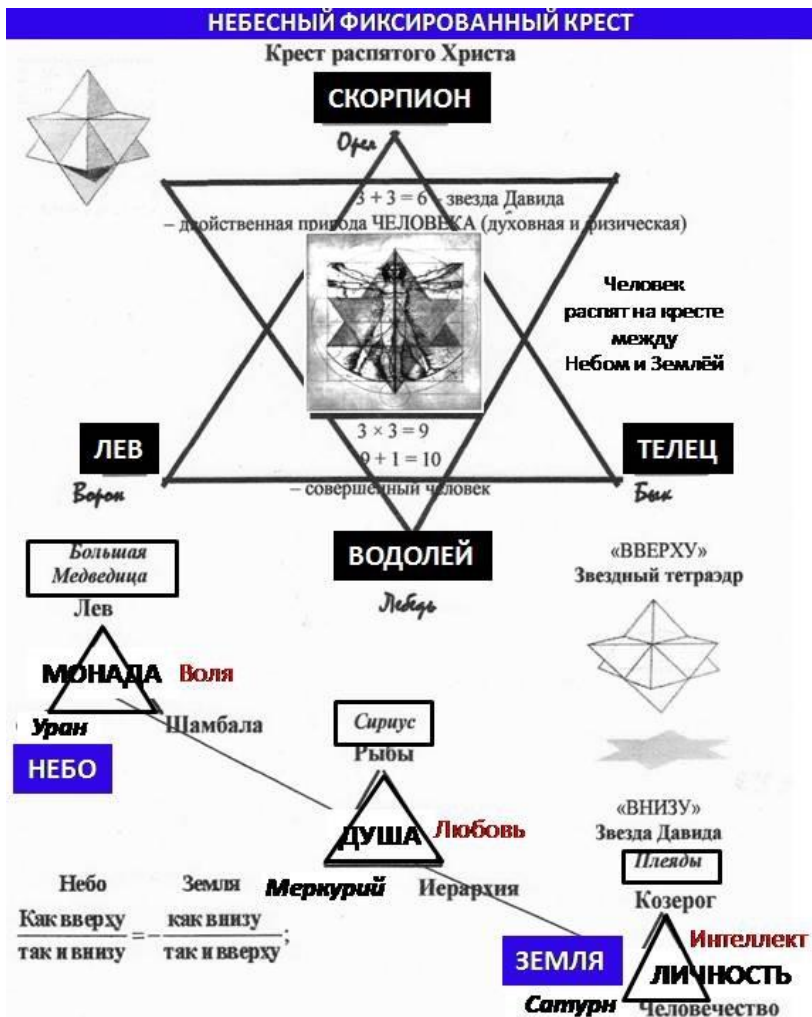 НЕБЕСНЫЙ ФИКСИРОВАННЫЙ КРЕСТ
Крест распятого Христа
СКОРПИОН
Орел
3 + 3 = 6 - звезда Давида
– двойственная природа ЧЕЛОВЕКА (духовная и физическая)
Человек
распят на кресте
между
Небом и Землёй
3 × 3 = 9
9 + 1 = 10
– совершенный человек
ЛЕВ
Ворон
ТЕЛЕЦ
Бык
ВОДОЛЕЙ
Лебедь
Большая
Медведица
Лев
МОНАДА Воля
Уран
Шамбала
НЕБО
«ВВЕРХУ»
Звездный тетраэдр
Сириус
Рыбы
ДУША Любовь
Меркурий Иерархия
«ВНИЗУ»
Звезда Давида
Плеяды
Козерог
Интеллект
ЛИЧНОСТЬ
ЗЕМЛЯ
Сатурн Человечество
Небо Земля
Как вверху = - как внизу
так и внизу так и вверху;